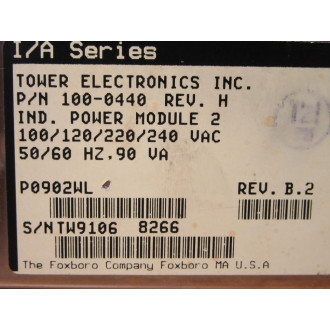 I/A Series
TOWER ELECTRONICS INC.
P/N 100-0440 REV. H
IND. POWER MODULE 2
100/120/220/240 VAC
50/60 HZ.90 VA
P0902WL REV. B.2
S/NTW9106 8266
The Foxboro Company Foxboro MA U.S.A